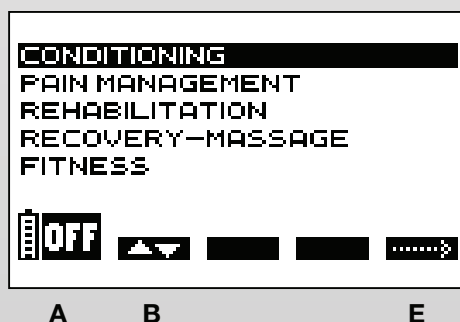 CONDITIONING
PAIN MANAGEMENT
REHABILITATION
RECOVERY-MASSAGE
FITNESS
OFF
A B E